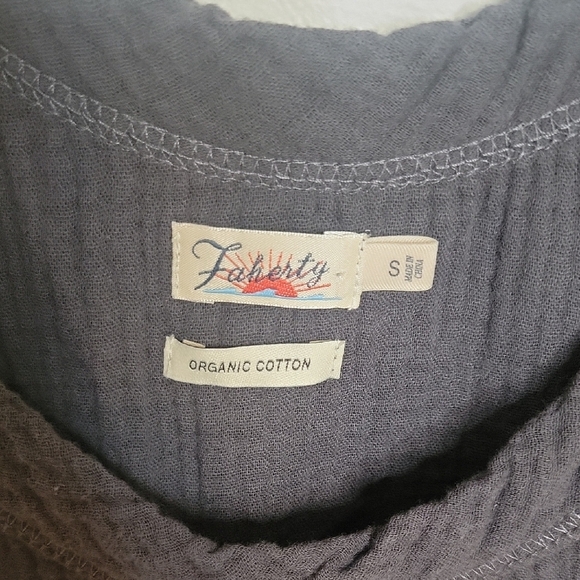 Faherty
S
MADE IN
CHINA
ORGANIC COTTON